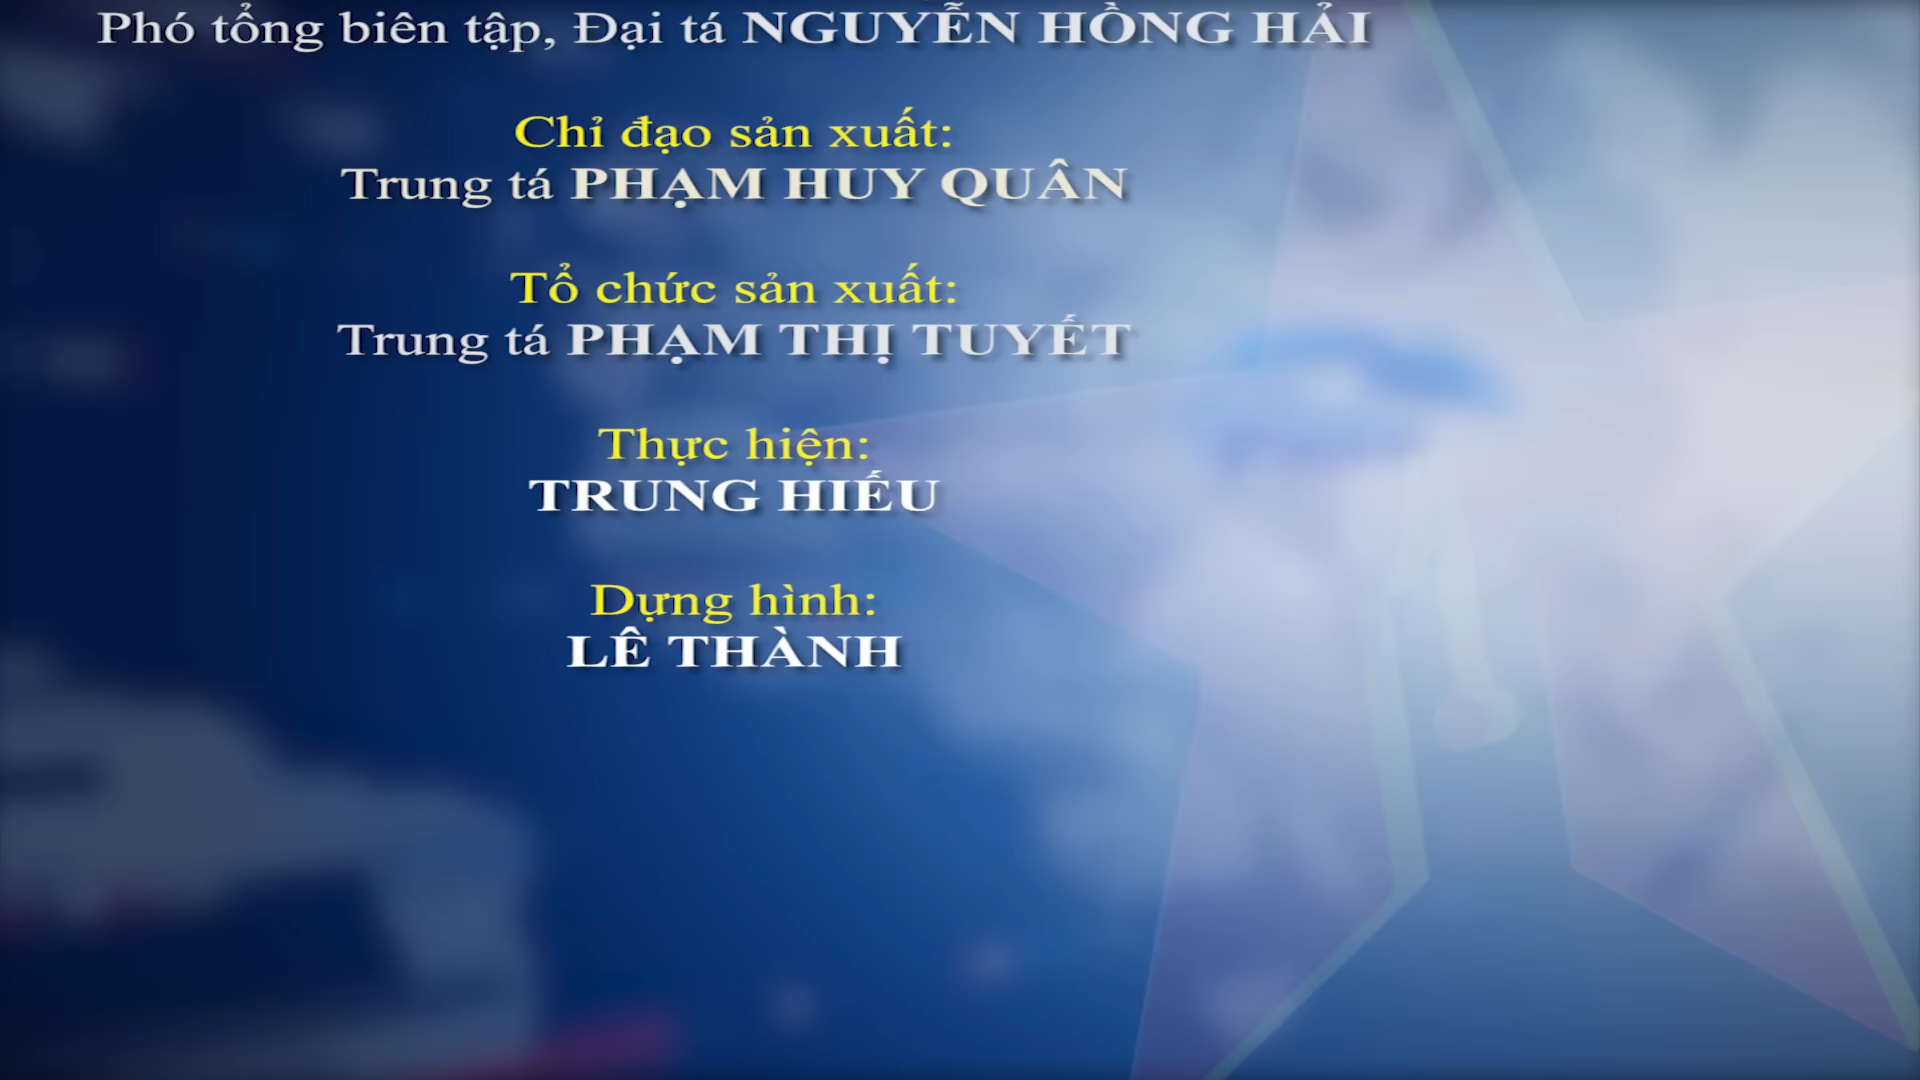 Phó tổng biên tập, Đại tá NGUYỄN HỒNG HẢI
Chỉ đạo sản xuất:
Trung tá PHẠM HUY QUÂN
Tổ chức sản xuất:
Trung tá PHẠM THỊ TUYẾT
Thực hiện:
TRUNG HIẾU
Dựng hình:
LÊ THÀNH